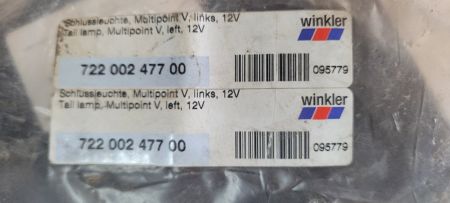 Schlussleuchte, Multipoint V, links, 12V
Tail lamp, Multipoint V, left, 12V
winkler
722 002 477 00
095779
Schlussleuchte, Multipoint V, links, 12V
Tail lamp, Multipoint V, left, 12V
winkler
722 002 477 00
095779